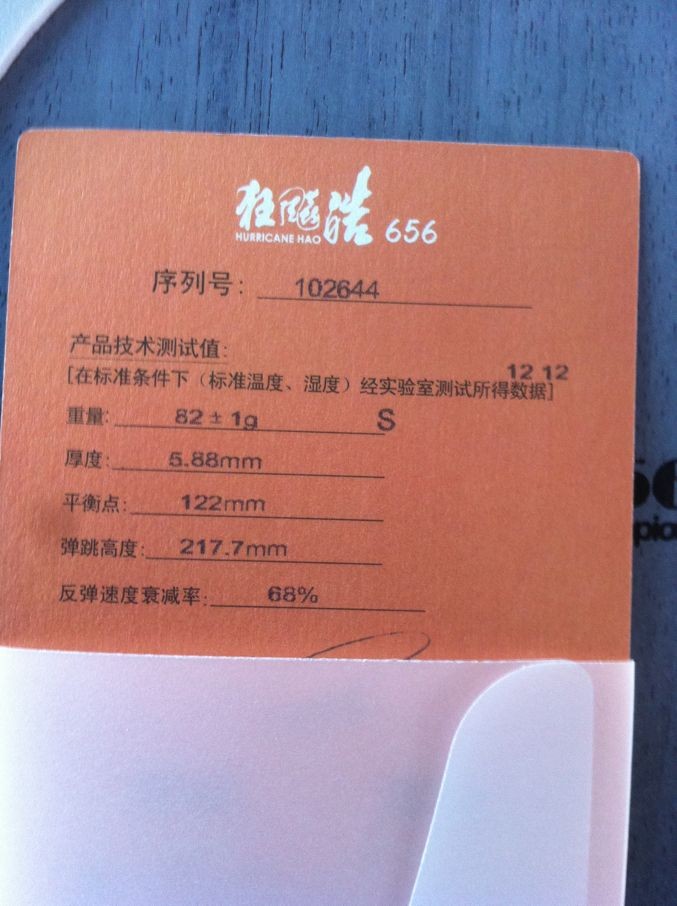 狂飚皓 656
HURRICANE HAO
序列号: 102644
产品技术测试值:
12 12
[在标准条件下（标准温度、湿度）经实验室测试所得数据]
重量: 82±1g S
厚度: 5.88mm
平衡点: 122mm
弹跳高度: 217.7mm
反弹速度衰减率: 68%